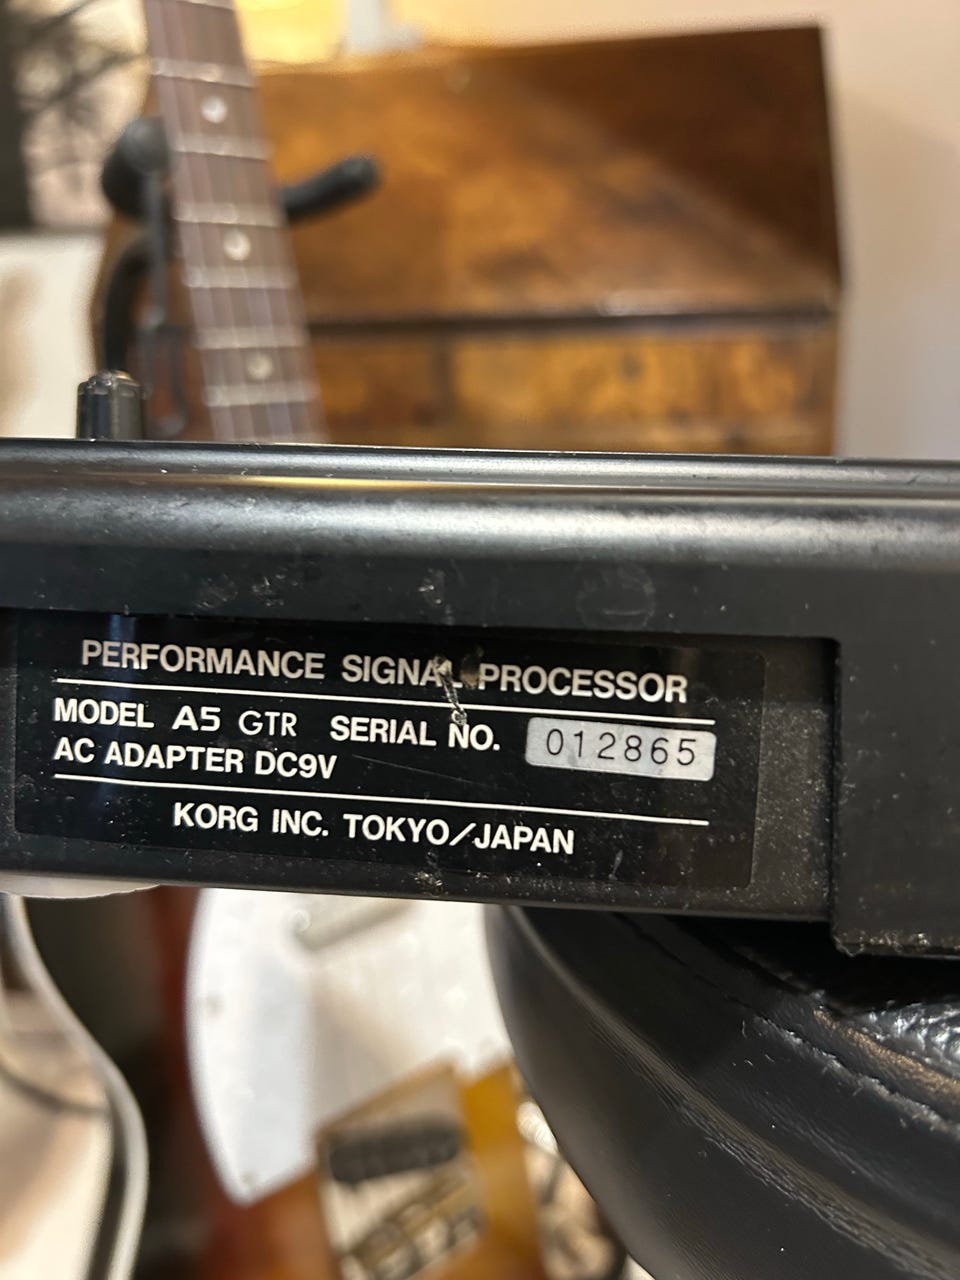 PERFORMANCE SIGNAL PROCESSOR
MODEL A5 GTR SERIAL NO. 012865
AC ADAPTER DC9V
KORG INC. TOKYO/JAPAN